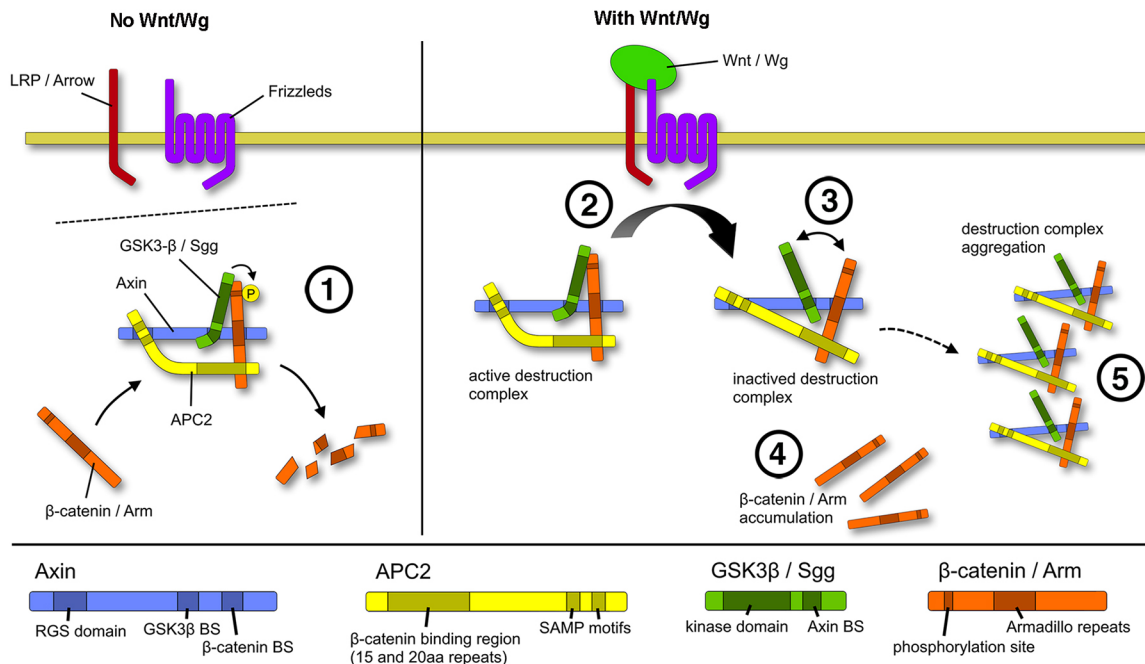 No Wnt/Wg
With Wnt/Wg
LRP / Arrow
Frizzleds
Wnt / Wg
GSK3-β / Sgg
Axin
P
1
APC2
β-catenin / Arm
2
active destruction
complex
3
inactived destruction
complex
4
β-catenin / Arm
accumulation
destruction complex
aggregation
5
Axin
RGS domain
GSK3β BS
β-catenin BS
APC2
β-catenin binding region
(15 and 20aa repeats)
SAMP motifs
GSK3β / Sgg
kinase domain
Axin BS
β-catenin / Arm
phosphorylation site
Armadillo repeats